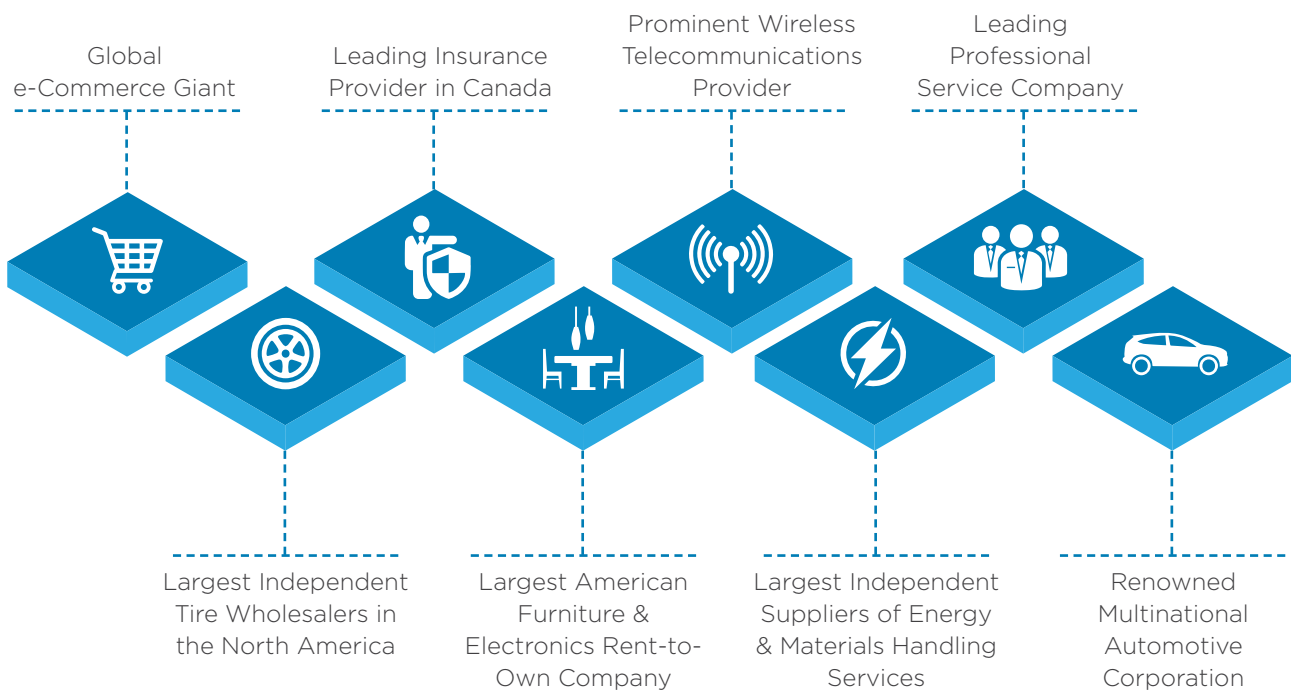 Global
e-Commerce Giant
Leading Insurance
Provider in Canada
Prominent Wireless
Telecommunications
Provider
Leading
Professional
Service Company
Largest Independent
Tire Wholesalers in
the North America
Largest American
Furniture &
Electronics Rent-to-
Own Company
Largest Independent
Suppliers of Energy
& Materials Handling
Services
Renowned
Multinational
Automotive
Corporation